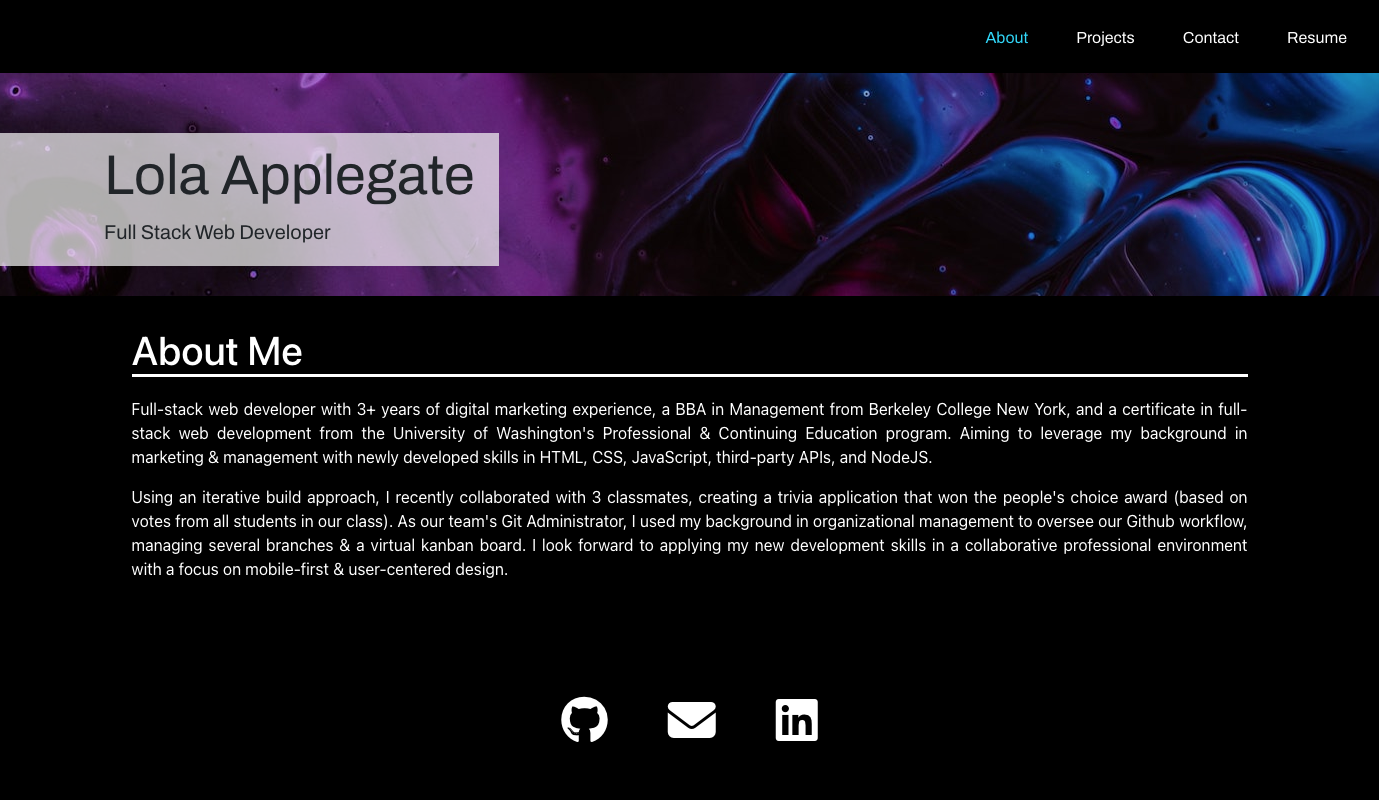 About Projects Contact Resume
Lola Applegate
Full Stack Web Developer
About Me
Full-stack web developer with 3+ years of digital marketing experience, a BBA in Management from Berkeley College New York, and a certificate in full-
stack web development from the University of Washington's Professional & Continuing Education program. Aiming to leverage my background in
marketing & management with newly developed skills in HTML, CSS, JavaScript, third-party APIs, and NodeJS.
Using an iterative build approach, I recently collaborated with 3 classmates, creating a trivia application that won the people's choice award (based on
votes from all students in our class). As our team's Git Administrator, I used my background in organizational management to oversee our Github workflow,
managing several branches & a virtual kanban board. I look forward to applying my new development skills in a collaborative professional environment
with a focus on mobile-first & user-centered design.
in